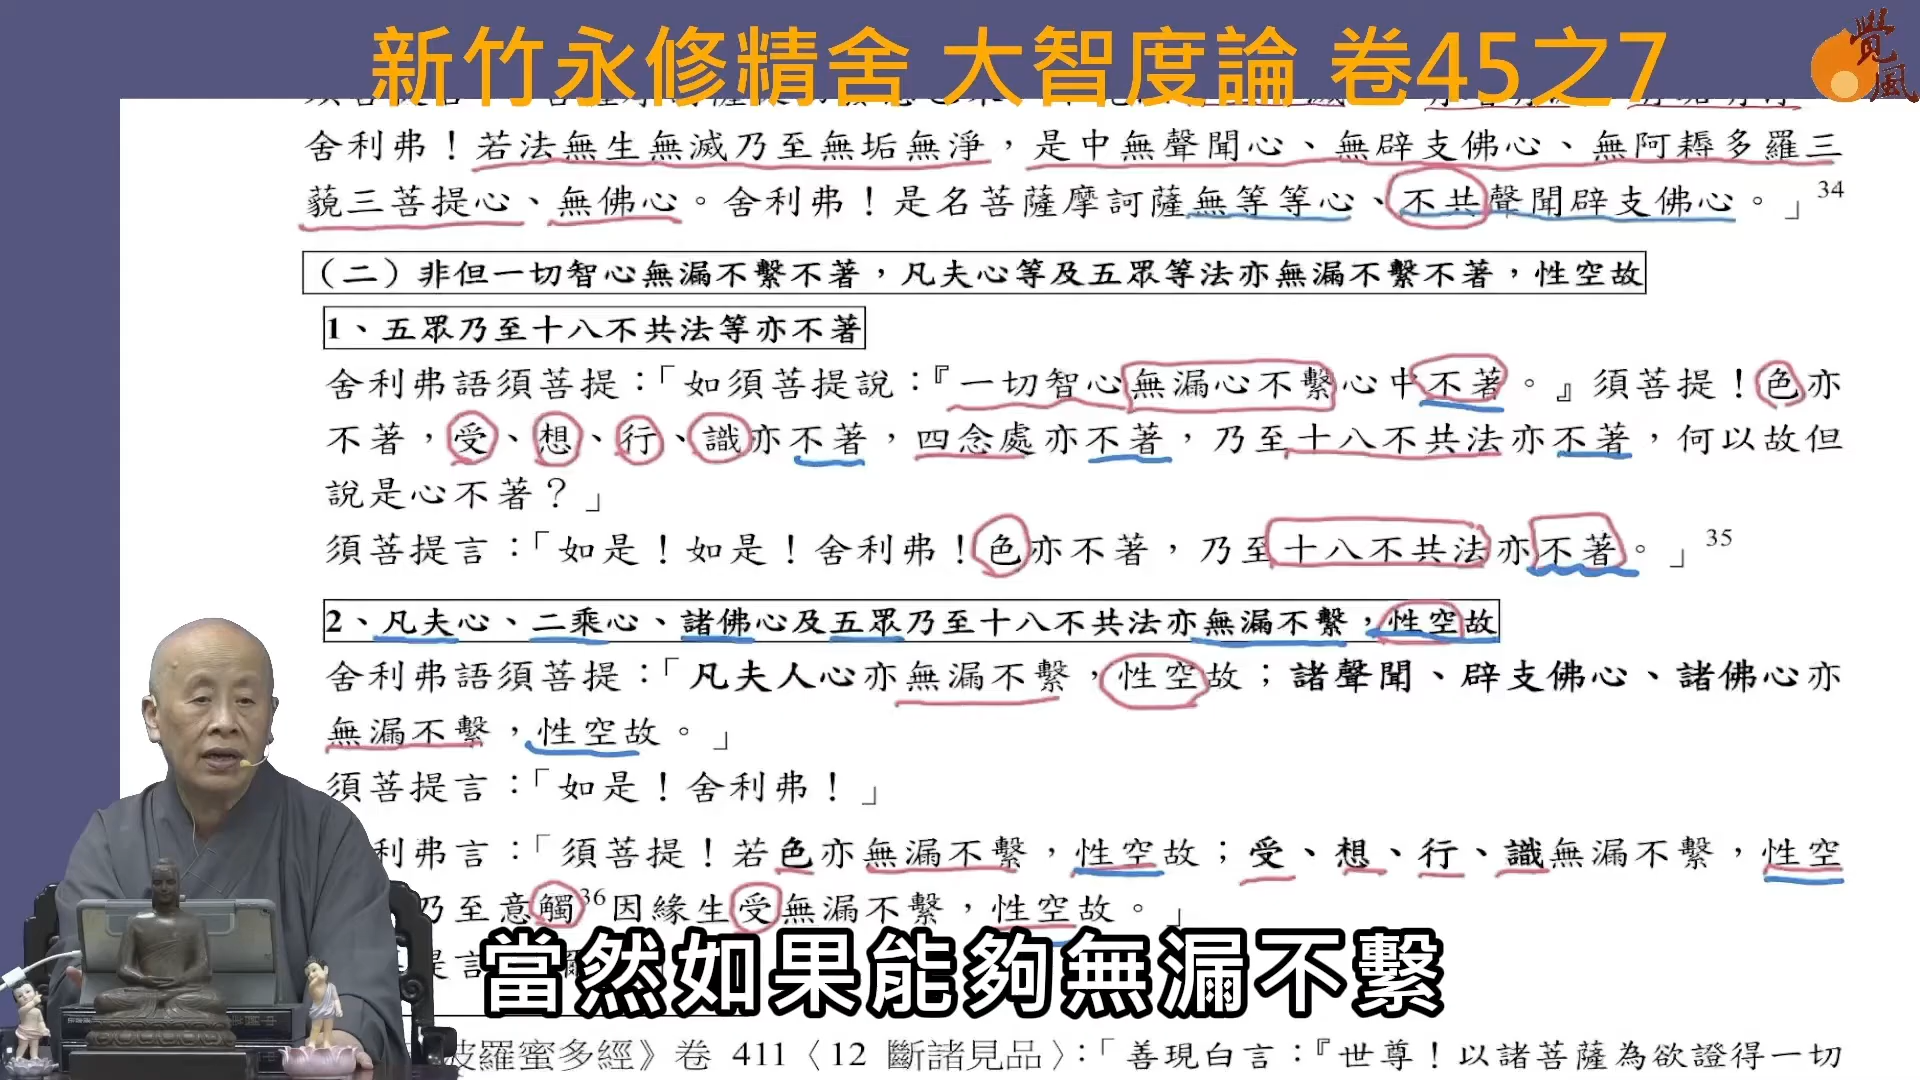 新竹永修精舍 大智度論 卷45之7
覺風
舍利弗！若法無生無滅乃至無垢無淨，是中無聲聞心、無辟支佛心、無阿耨多羅三
藐三菩提心、無佛心。舍利弗！是名菩薩摩訶薩無等等心、不共聲聞辟支佛心。」34
（二）非但一切智心無漏不繫不著，凡夫心等及五眾等法亦無漏不繫不著，性空故
1、五眾乃至十八不共法等亦不著
舍利弗語須菩提：「如須菩提說：『一切智心無漏心不繫心中不著。』須菩提！色亦
不著，受、想、行、識亦不著，四念處亦不著，乃至十八不共法亦不著，何以故但
說是心不著？」
須菩提言：「如是！如是！舍利弗！色亦不著，乃至十八不共法亦不著。」35
2、凡夫心、二乘心、諸佛心及五眾乃至十八不共法亦無漏不繫，性空故
舍利弗語須菩提：「凡夫人心亦無漏不繫，性空故；諸聲聞、辟支佛心、諸佛心亦
無漏不繫，性空故。」
須菩提言：「如是！舍利弗！」
利弗言：「須菩提！若色亦無漏不繫，性空故；受、想、行、識無漏不繫，性空
乃至意觸36因緣生受無漏不繫，性空故。」
提言
當然如果能夠無漏不繫
波羅蜜多經》卷 411〈12 斷諸見品〉：「善現白言：『世尊！以諸菩薩為欲證得一切